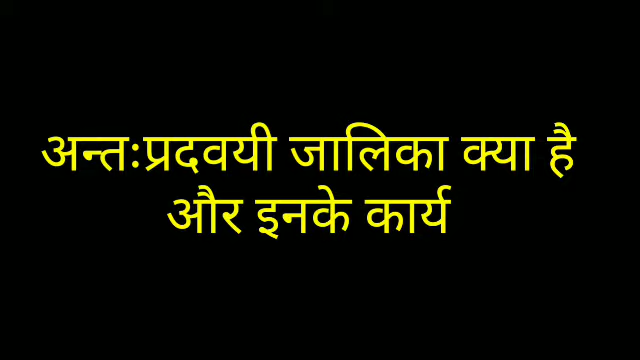 अन्तःप्रदवयी जालिका क्या है
और इनके कार्य